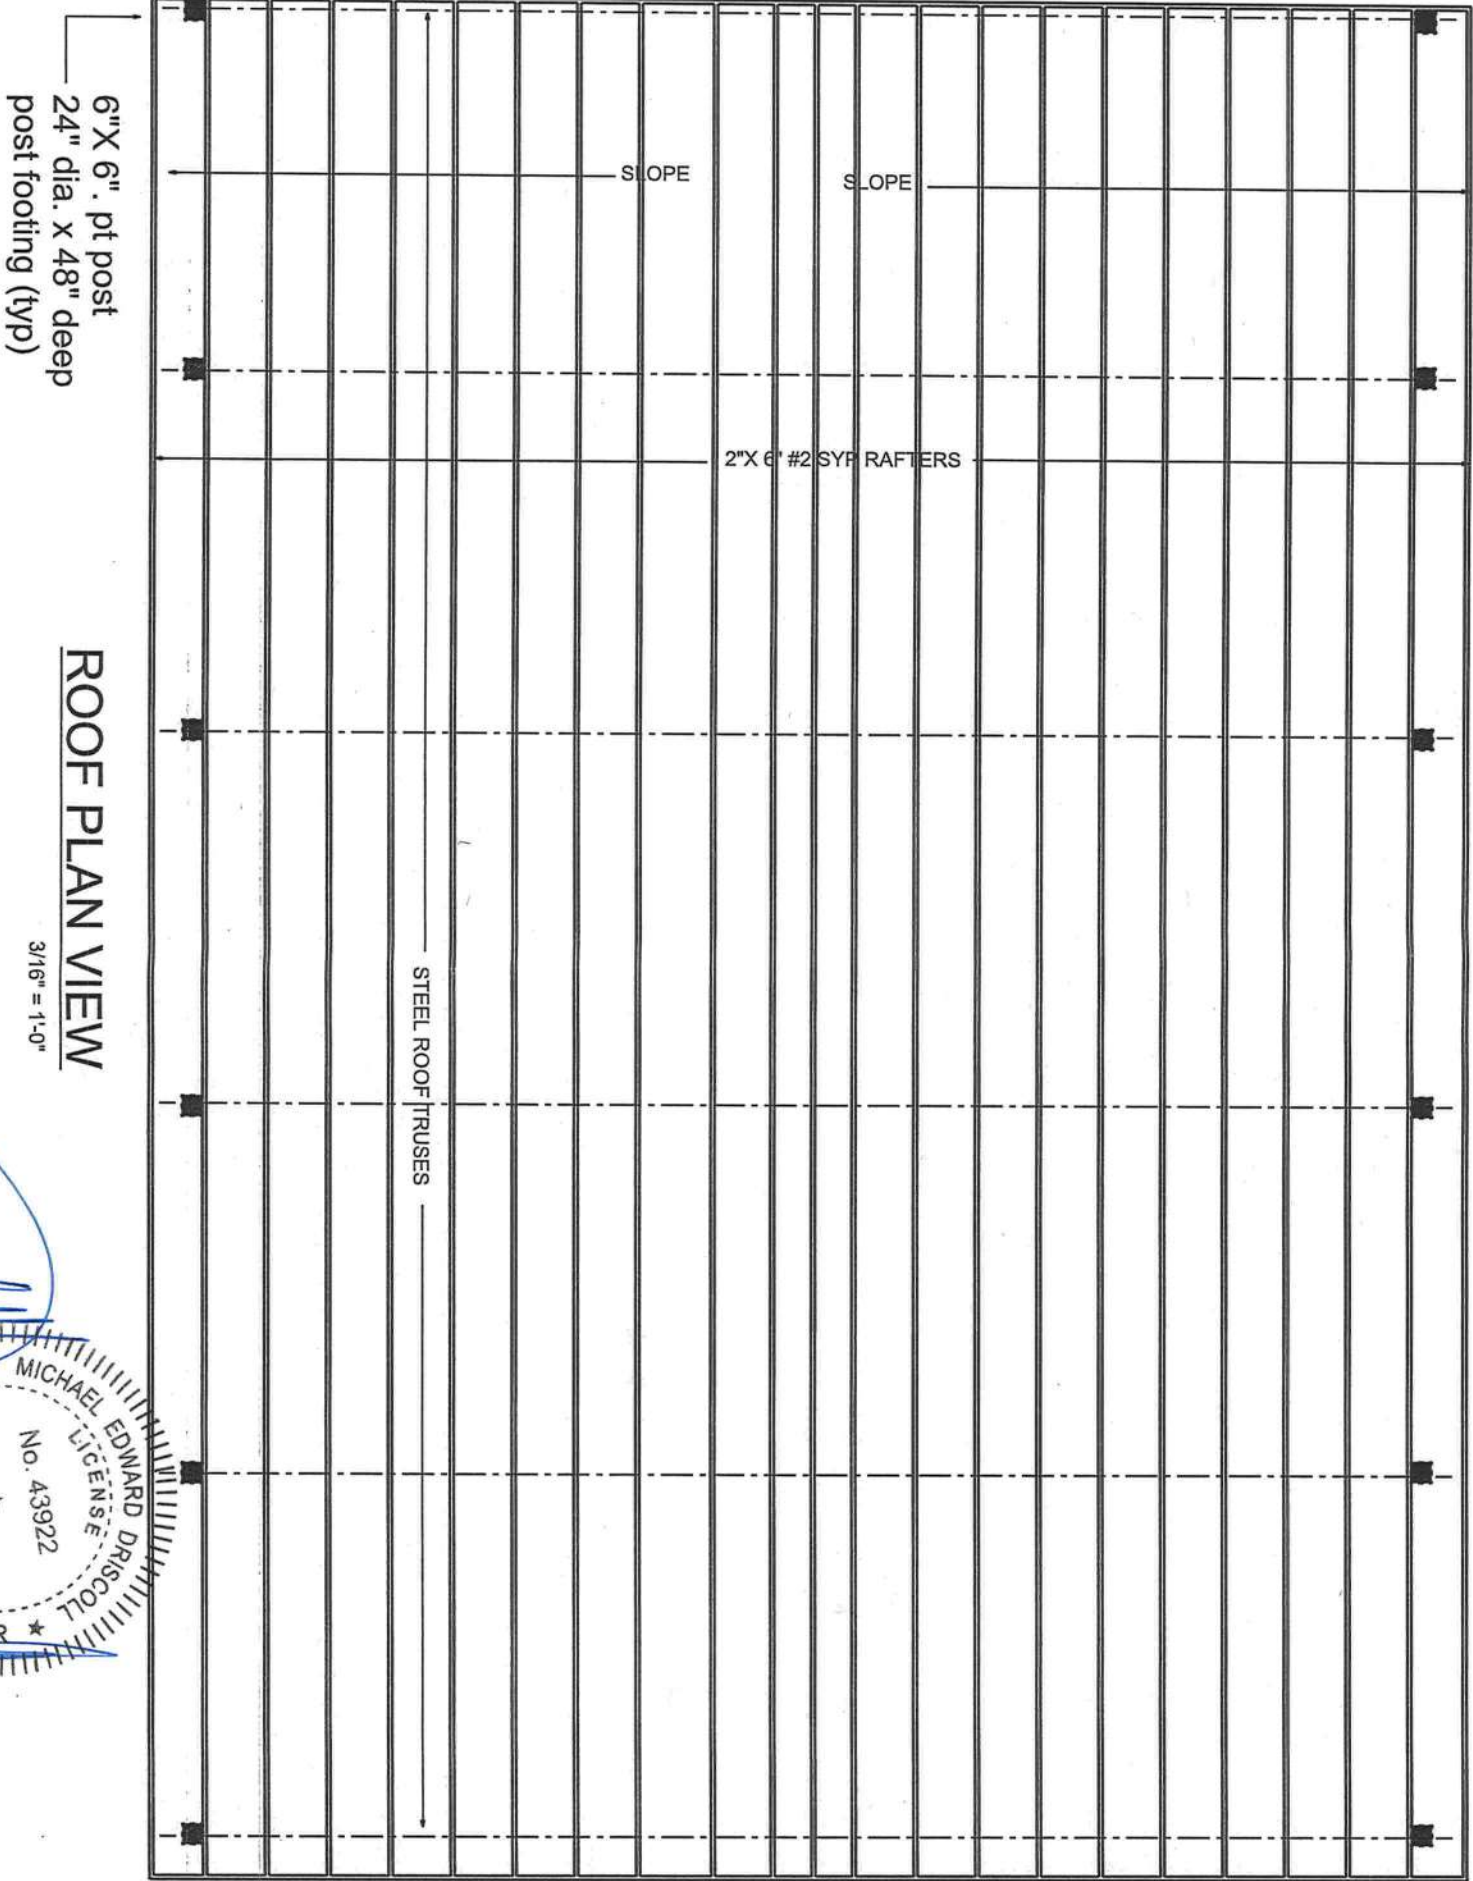 SLOPE
SLOPE
2"X 6" #2 SYP RAFTERS
STEEL ROOF TRUSES
6"X 6". pt post
24" dia. x 48" deep
post footing (typ)
ROOF PLAN VIEW
3/16" = 1'-0"
MICHAEL EDWARD DRISCOLL
LICENSE
No. 43922
★